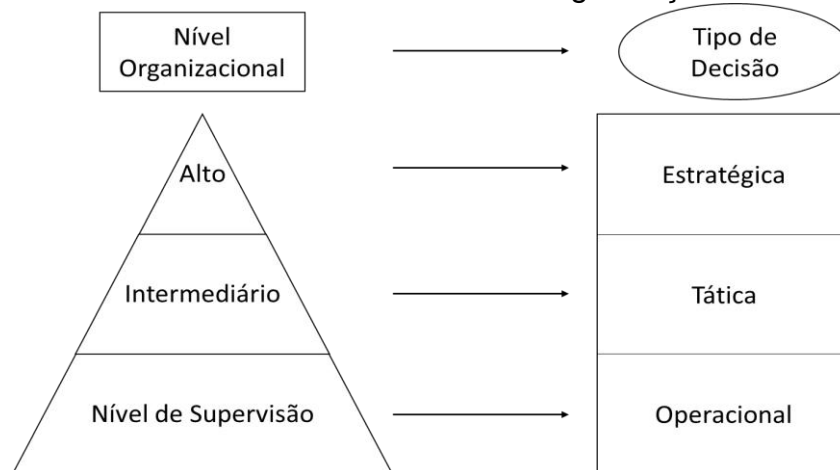 Nível
Organizacional
Tipo de
Decisão
Alto
Estratégica
Intermediário
Tática
Nível de Supervisão
Operacional